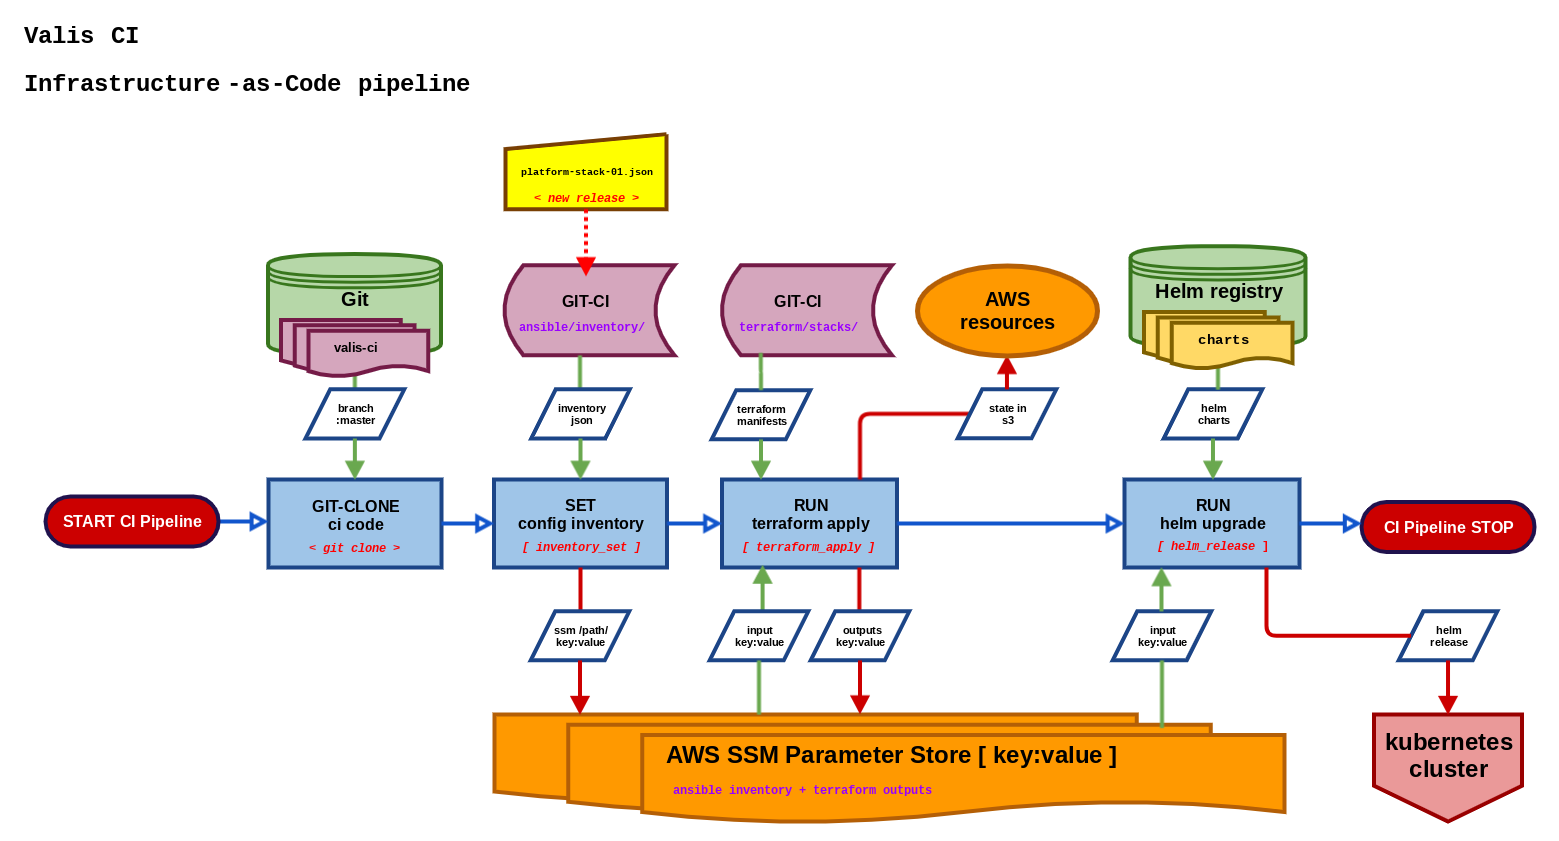 Valis CI
Infrastructure -as-Code pipeline
platform-stack-01.json
< new release >
Git
valis-ci
GIT-CI
ansible/inventory/
GIT-CI
terraform/stacks/
AWS
resources
Helm registry
charts
branch
:master
inventory
json
terraform
manifests
state in
s3
helm
charts
START CI Pipeline
GIT-CLONE
ci code
< git clone >
SET
config inventory
[ inventory_set ]
RUN
terraform apply
[ terraform_apply ]
RUN
helm upgrade
[ helm_release ]
CI Pipeline STOP
ssm /path/
key:value
input
key:value
outputs
key:value
input
key:value
helm
release
AWS SSM Parameter Store [ key:value ]
ansible inventory + terraform outputs
kubernetes
cluster